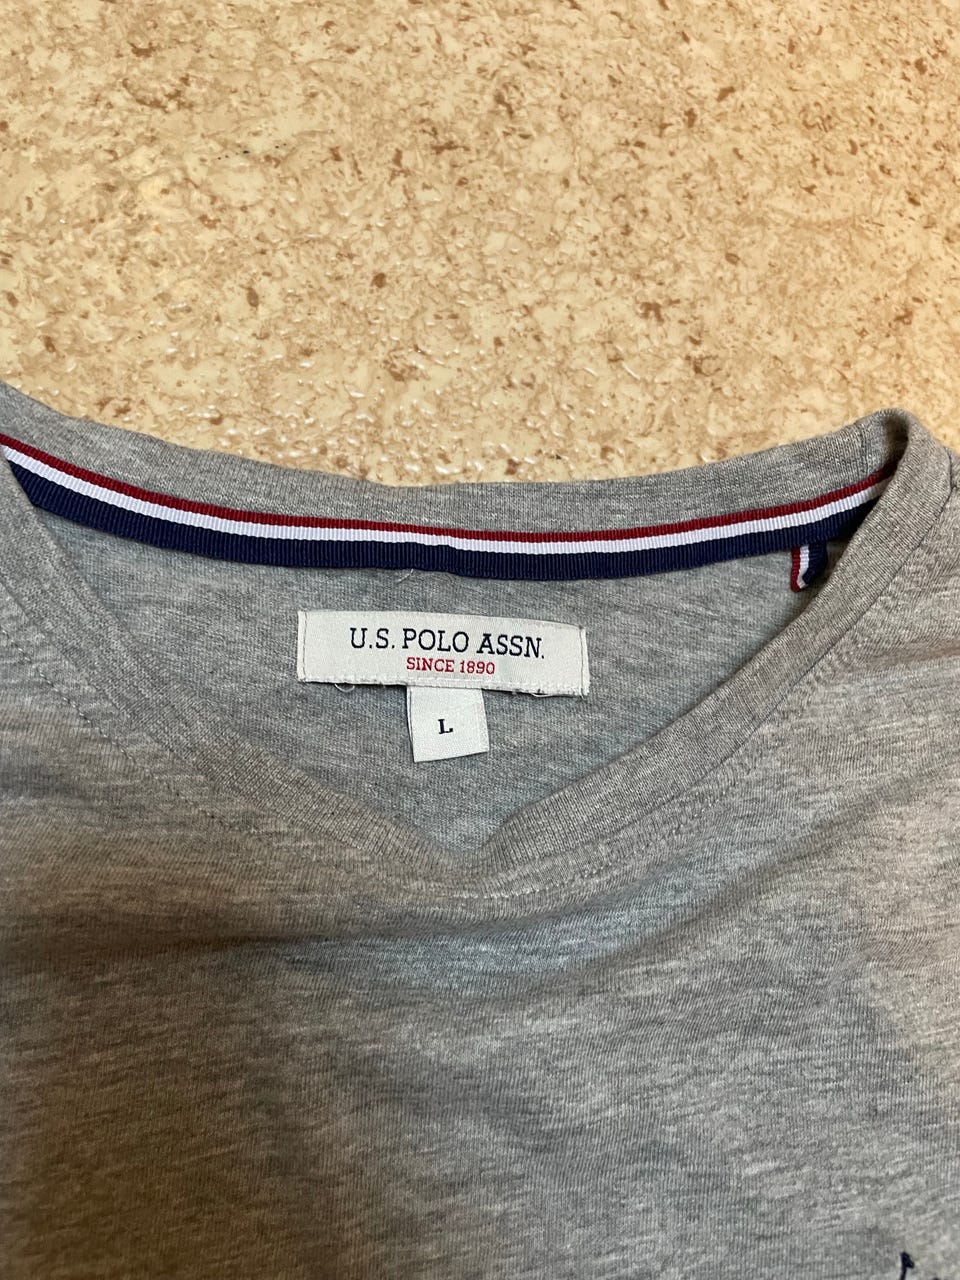 U.S. POLO ASSN.
SINCE 1890
L